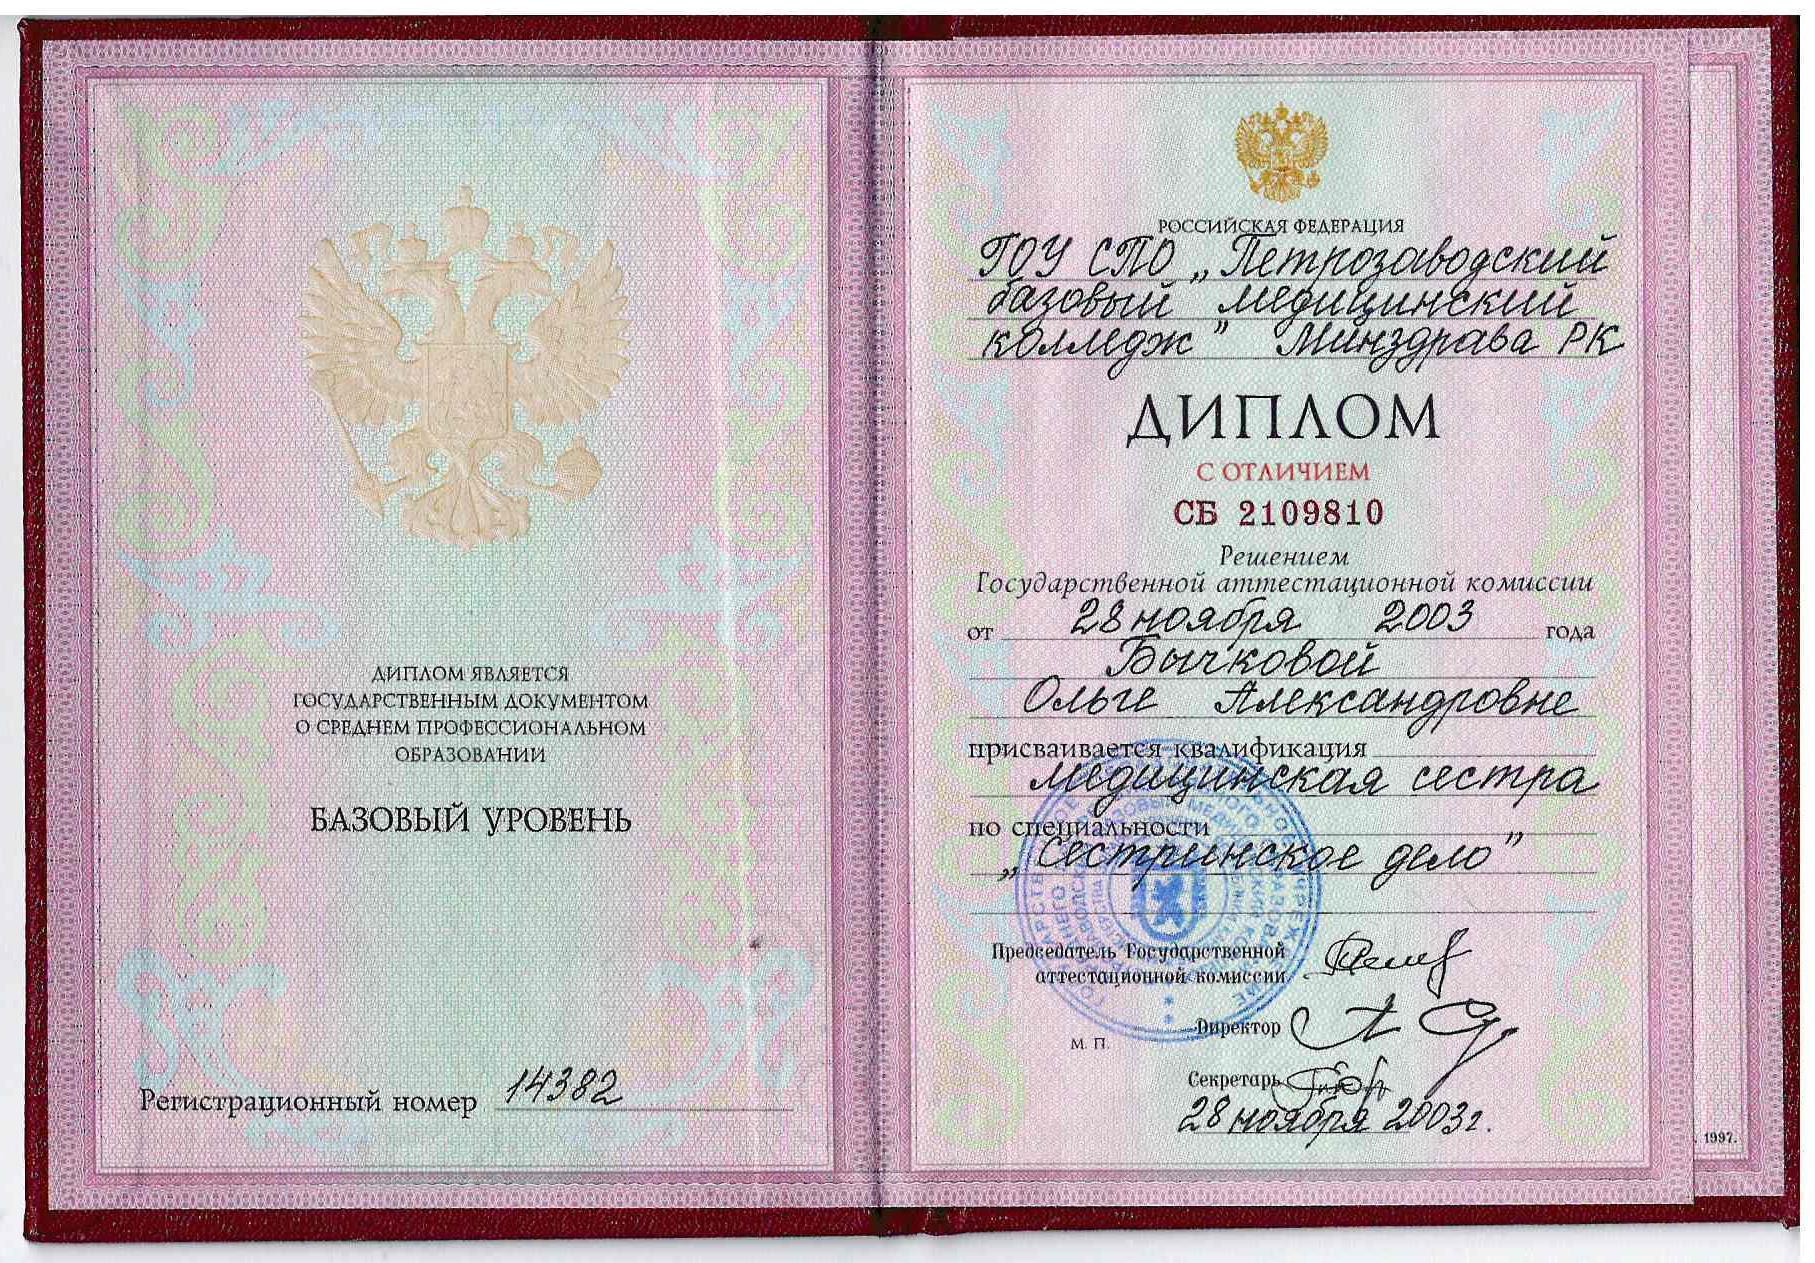 ДИПЛОМ ЯВЛЯЕТСЯ
ГОСУДАРСТВЕННЫМ ДОКУМЕНТОМ
О СРЕДНЕМ ПРОФЕССИОНАЛЬНОМ
ОБРАЗОВАНИИ
БАЗОВЫЙ УРОВЕНЬ
Регистрационный номер 14382
РОССИЙСКАЯ ФЕДЕРАЦИЯ
ГОУ СПО „Петрозаводский
базовый медицинский
колледж" Минздрава РК
ДИПЛОМ
С ОТЛИЧИЕМ
СБ 2109810
Решением
Государственной аттестационной комиссии
от 28 ноября 2003 года
Бычковой
Ольге Александровне
присваивается квалификация
медицинская сестра
по специальности
„Сестринское дело"
Председатель Государственной
аттестационной комиссии
Директор
М. П.
Секретарь
28 ноября 2003г.
1997.